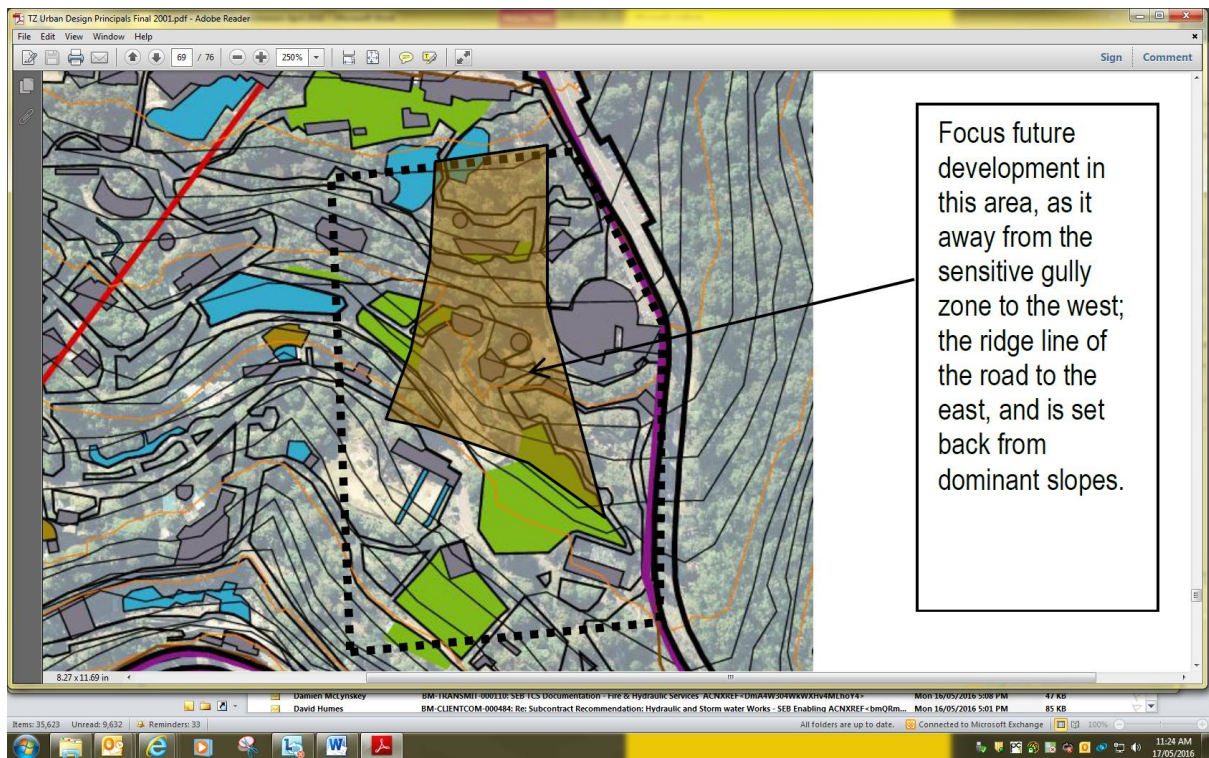 TZ Urban Design Principals Final 2001.pdf - Adobe Reader
File Edit View Window Help
69 / 76 250% Sign Comment
Focus future
development in
this area, as it
away from the
sensitive gully
zone to the west;
the ridge line of
the road to the
east, and is set
back from
dominant slopes.
8.27 x 11.69 in
Damien McLynskey BM-TRANSMIT-000110: SEB TCS Documentation - Fire & Hydraulic Services Mon 16/05/2016 5:08 PM 47 KB
David Humes BM-CLIENTCOM-000484: Re: Subcontract Recommendation: Hydraulic and Storm water Works - SEB Enabling Mon 16/05/2016 5:01 PM 85 KB
Items: 35,623 Unread: 9,632 Reminders: 33 All folders are up to date. Connected to Microsoft Exchange 100%
11:24 AM
17/05/2016